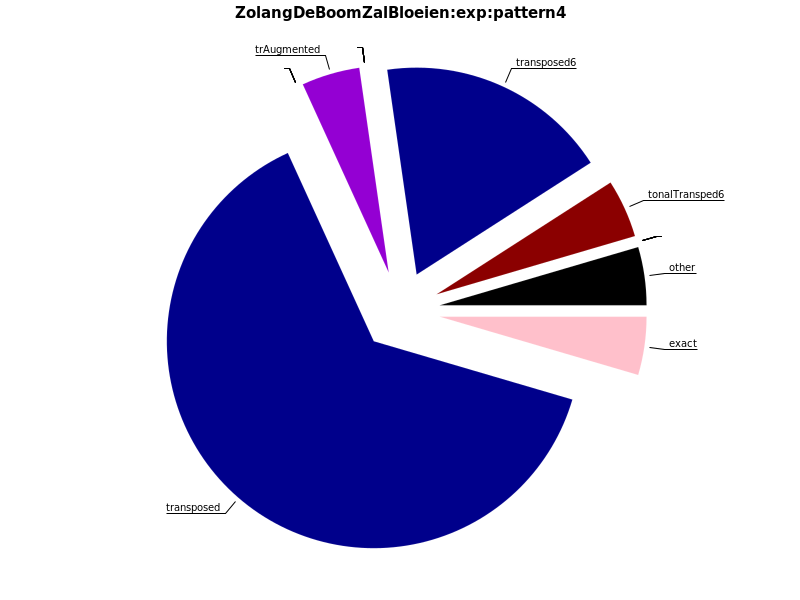 ZolangDeBoomZalBloeien:exp:pattern4
trAugmented
transposed6
tonalTransped6
other
exact
transposed